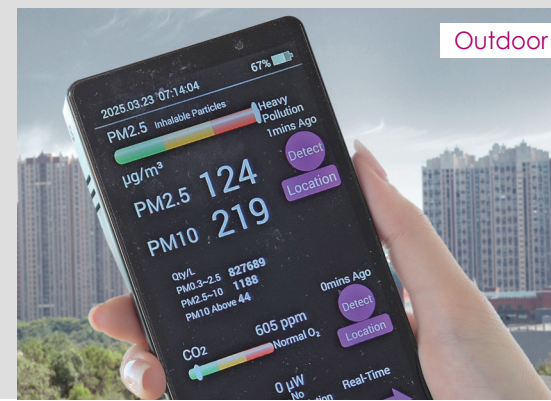 Outdoor
67%
2025.03.23 07:14:04
PM2.5 Inhalable Particles
Heavy
Pollution
1mins Ago
Detect
Location
µg/m³
PM2.5 124
PM10 219
Qty/L
PM0.3~2.5 827689
PM2.5~10 1188
PM10 Above 44
0mins Ago
Detect
Location
CO2 605 ppm
Normal O₂
0 µW
No
Real-Time